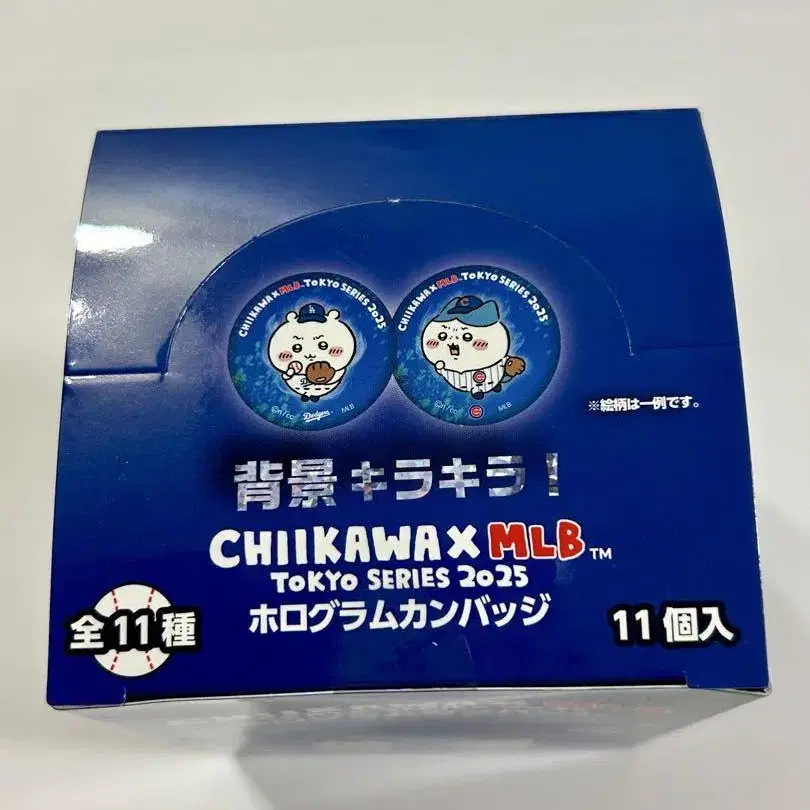 CHIIKAWA x MLB TOKYO SERIES 2025
CHIIKAWA x MLB TOKYO SERIES 2025
LA
C
Dodgers
MLB
C
MLB
※絵柄は一例です。
背景キラキラ！
CHIIKAWA x MLB™
TOKYO SERIES 2025
ホログラムカンバッジ
全11種
11個入